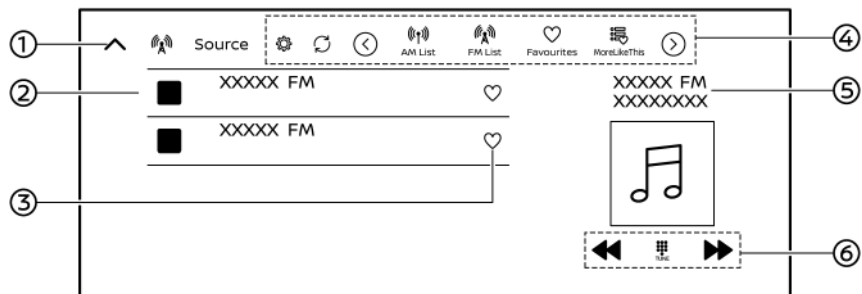 ①
Source
AM List
FM List
Favourites
MoreLikeThis
④
②
XXXXX FM
XXXXX FM
XXXXXXXX
⑤
XXXXX FM
③
TUNE
⑥